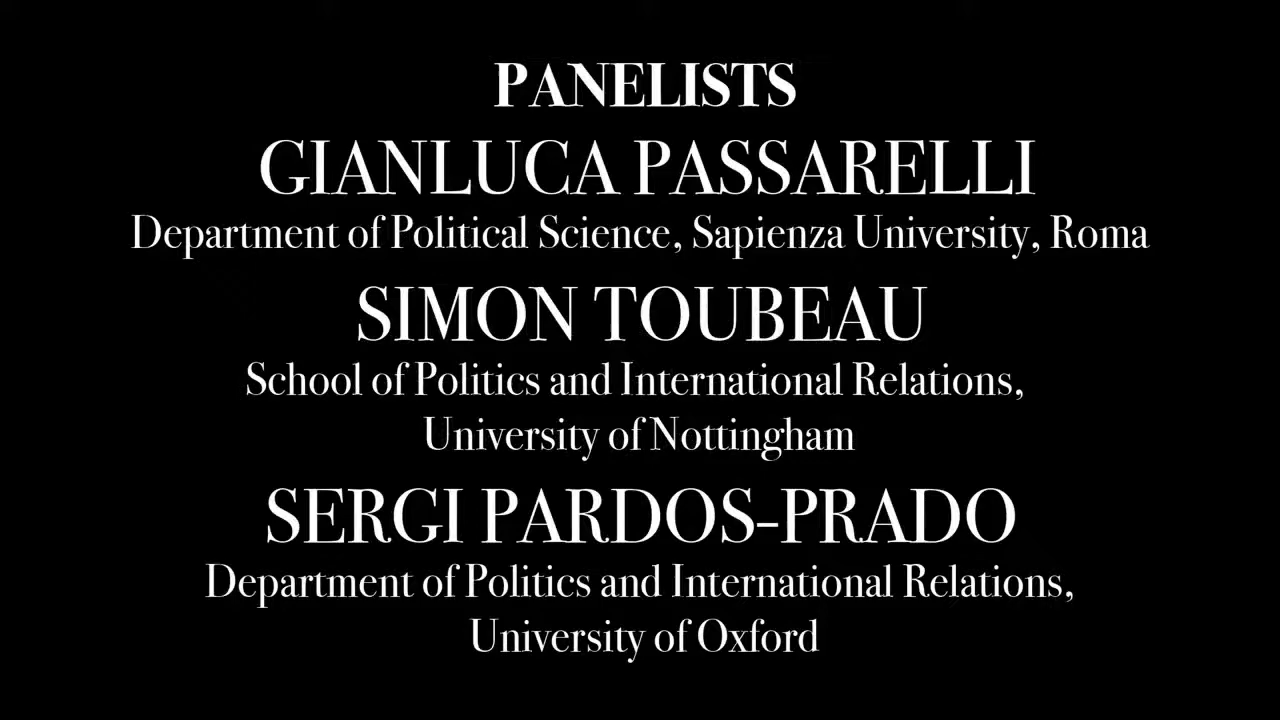 PANELISTS
GIANLUCA PASSARELLI
Department of Political Science, Sapienza University, Roma
SIMON TOUBEAU
School of Politics and International Relations,
University of Nottingham
SERGI PARDOS-PRADO
Department of Politics and International Relations,
University of Oxford